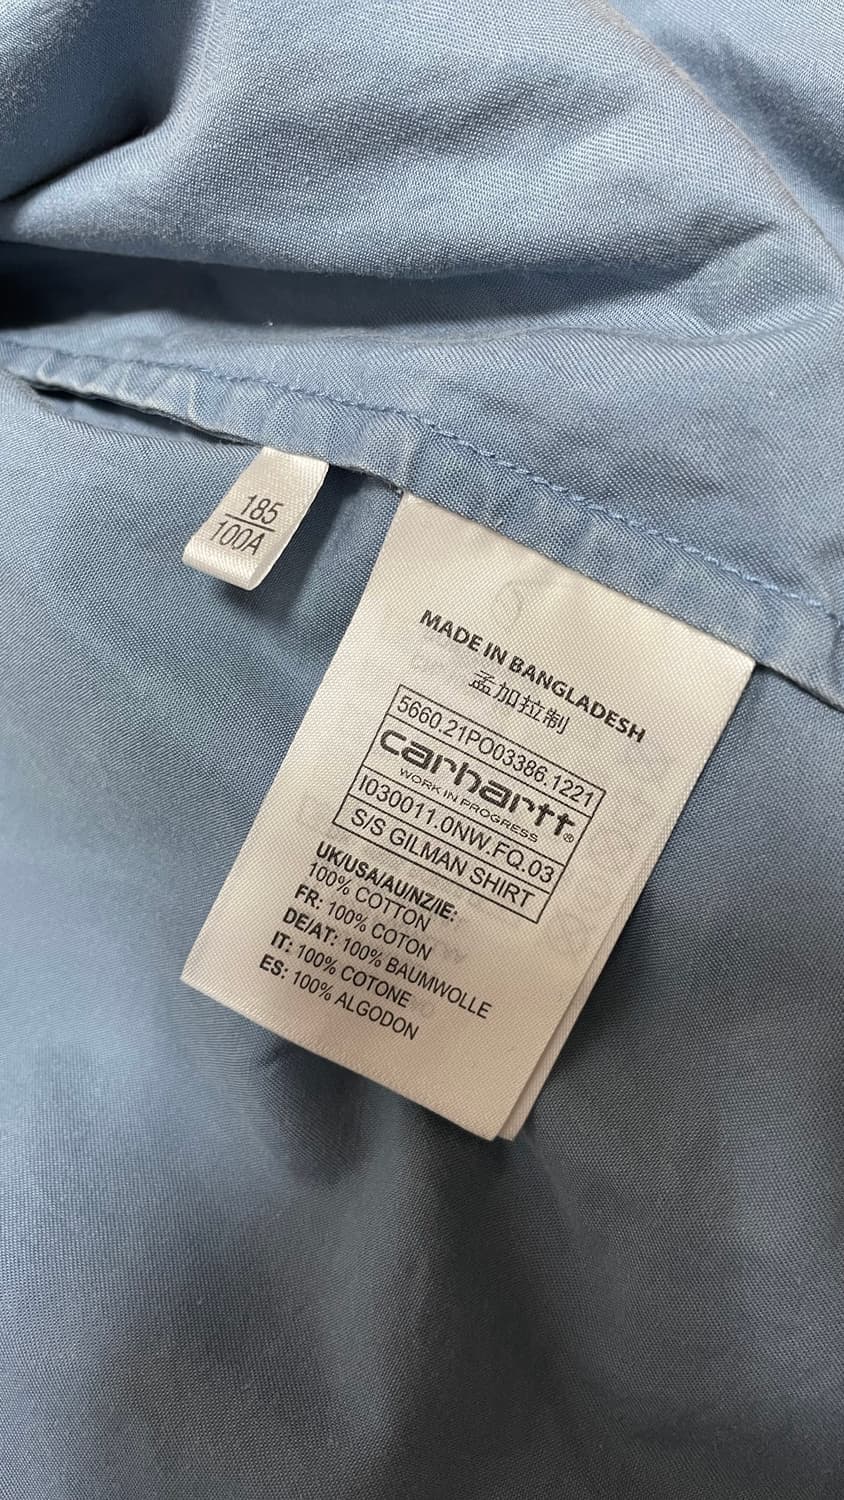 185
100A
MADE IN BANGLADESH
孟加拉制
5660.21PO03386.1221
carhartt®
WORK IN PROGRESS
I030011.0NW.FQ.03
S/S GILMAN SHIRT
UK/USA/AU/NZ/IE:
100% COTTON
FR: 100% COTON
DE/AT: 100% BAUMWOLLE
IT: 100% COTONE
ES: 100% ALGODON